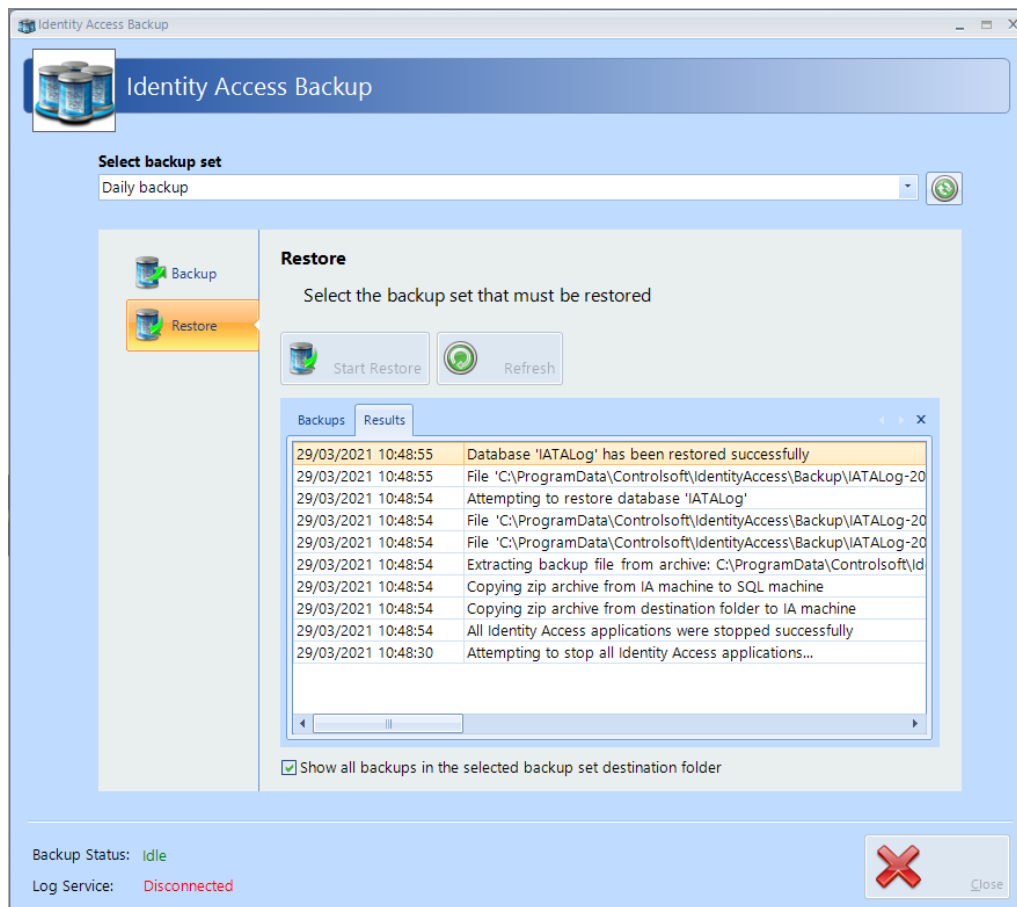 Identity Access Backup
Identity Access Backup
Select backup set
Daily backup
Backup
Restore
Restore
Select the backup set that must be restored
Start Restore
Refresh
Backups
Results
29/03/2021 10:48:55 Database 'IATALog' has been restored successfully
29/03/2021 10:48:55 File 'C:\ProgramData\Controlsoft\IdentityAccess\Backup\IATALog-20
29/03/2021 10:48:54 Attempting to restore database 'IATALog'
29/03/2021 10:48:54 File 'C:\ProgramData\Controlsoft\IdentityAccess\Backup\IATALog-20
29/03/2021 10:48:54 File 'C:\ProgramData\Controlsoft\IdentityAccess\Backup\IATALog-20
29/03/2021 10:48:54 Extracting backup file from archive: C:\ProgramData\Controlsoft\Id
29/03/2021 10:48:54 Copying zip archive from IA machine to SQL machine
29/03/2021 10:48:54 Copying zip archive from destination folder to IA machine
29/03/2021 10:48:54 All Identity Access applications were stopped successfully
29/03/2021 10:48:30 Attempting to stop all Identity Access applications...
Show all backups in the selected backup set destination folder
Backup Status: Idle
Log Service: Disconnected
Close